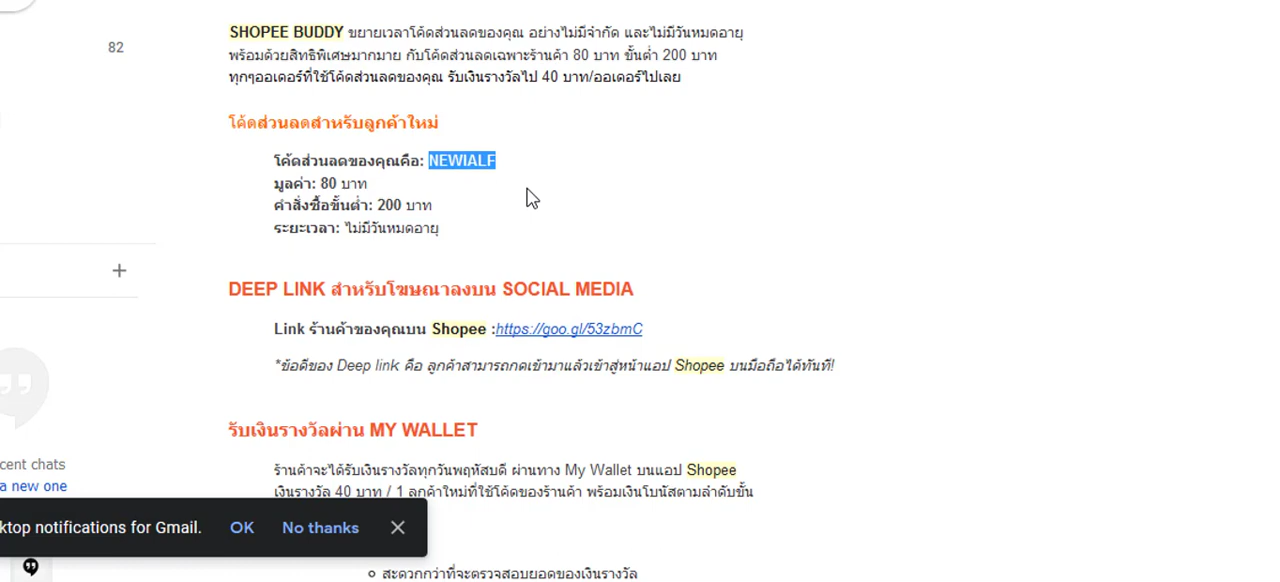 SHOPEE BUDDY ขยายเวลาโค้ดส่วนลดของคุณ อย่างไม่มีจำกัด และไม่มีวันหมดอายุ
82
พร้อมด้วยสิทธิพิเศษมากมาย กับโค้ดส่วนลดเฉพาะร้านค้า 80 บาท ขั้นต่ำ 200 บาท
ทุกๆออเดอร์ที่ใช้โค้ดส่วนลดของคุณ รับเงินรางวัลไป 40 บาท/ออเดอร์ไปเลย
โค้ดส่วนลดสำหรับลูกค้าใหม่
โค้ดส่วนลดของคุณคือ: NEWIALF
มูลค่า: 80 บาท
คำสั่งซื้อขั้นต่ำ: 200 บาท
ระยะเวลา: ไม่มีวันหมดอายุ
DEEP LINK สำหรับโฆษณาลงบน SOCIAL MEDIA
Link ร้านค้าของคุณบน Shopee :https://goo.gl/53zbmC
*ข้อดีของ Deep link คือ ลูกค้าสามารถกดเข้ามาแล้วเข้าสู่หน้าแอป Shopee บนมือถือได้ทันที!
รับเงินรางวัลผ่าน MY WALLET
ร้านค้าจะได้รับเงินรางวัลทุกวันพฤหัสบดี ผ่านทาง My Wallet บนแอป Shopee
cent chats
a new one
เงินรางวัล 40 บาท / 1 ลูกค้าใหม่ที่ใช้โค้ดของร้านค้า พร้อมเงินโบนัสตามลำดับขั้น
ktop notifications for Gmail. OK No thanks
สะดวกกว่าที่จะตรวจสอบยอดของเงินรางวัล